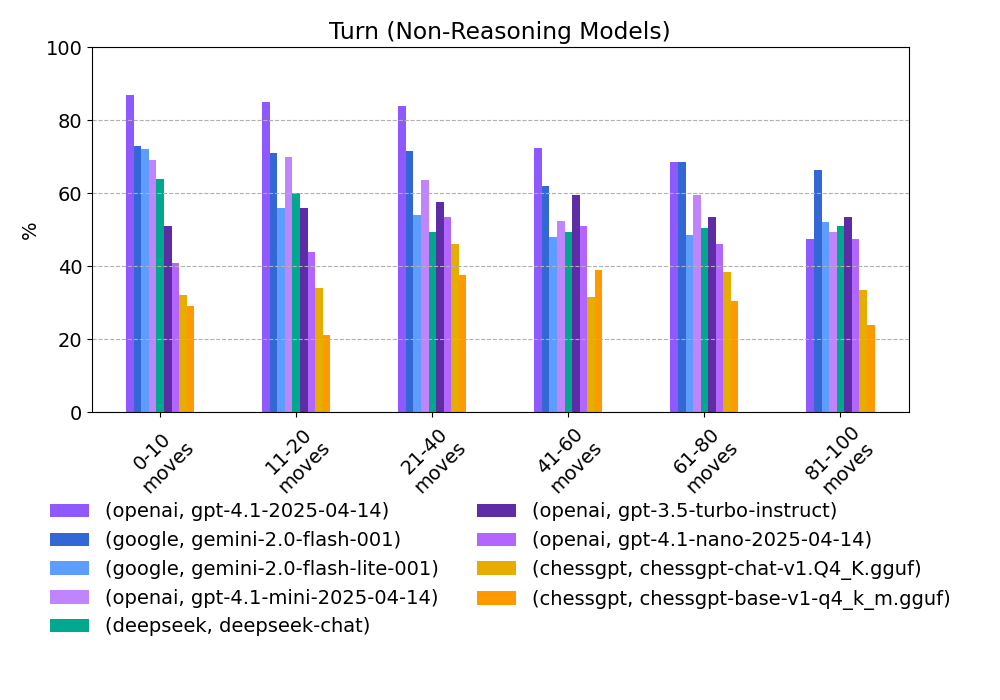 Turn (Non-Reasoning Models)
100
80
60
40
20
0
%
0-10
moves
11-20
moves
21-40
moves
41-60
moves
61-80
moves
81-100
moves
(openai, gpt-4.1-2025-04-14)
(google, gemini-2.0-flash-001)
(google, gemini-2.0-flash-lite-001)
(openai, gpt-4.1-mini-2025-04-14)
(deepseek, deepseek-chat)
(openai, gpt-3.5-turbo-instruct)
(openai, gpt-4.1-nano-2025-04-14)
(chessgpt, chessgpt-chat-v1.Q4_K.gguf)
(chessgpt, chessgpt-base-v1-q4_k_m.gguf)